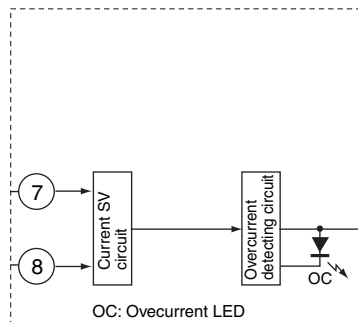 7
8
Current SV
circuit
Overcurrent
detecting circuit
OC
OC: Ovecurrent LED